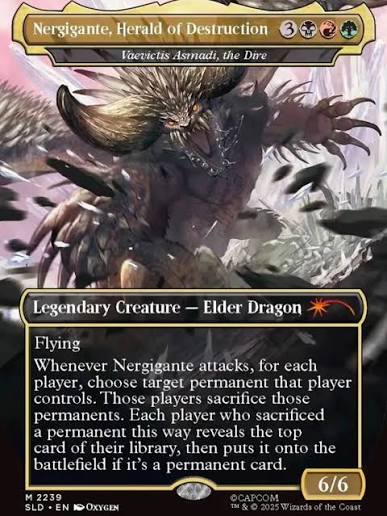 Nergigante, Herald of Destruction 3
Vaevictis Asmadi, the Dire
Legendary Creature — Elder Dragon
Flying
Whenever Nergigante attacks, for each
player, choose target permanent that player
controls. Those players sacrifice those
permanents. Each player who sacrificed
a permanent this way reveals the top
card of their library, then puts it onto the
battlefield if it's a permanent card.
6/6
M 2239
SLD • EN OXYGEN
©CAPCOM
™ & © 2025 Wizards of the Coast